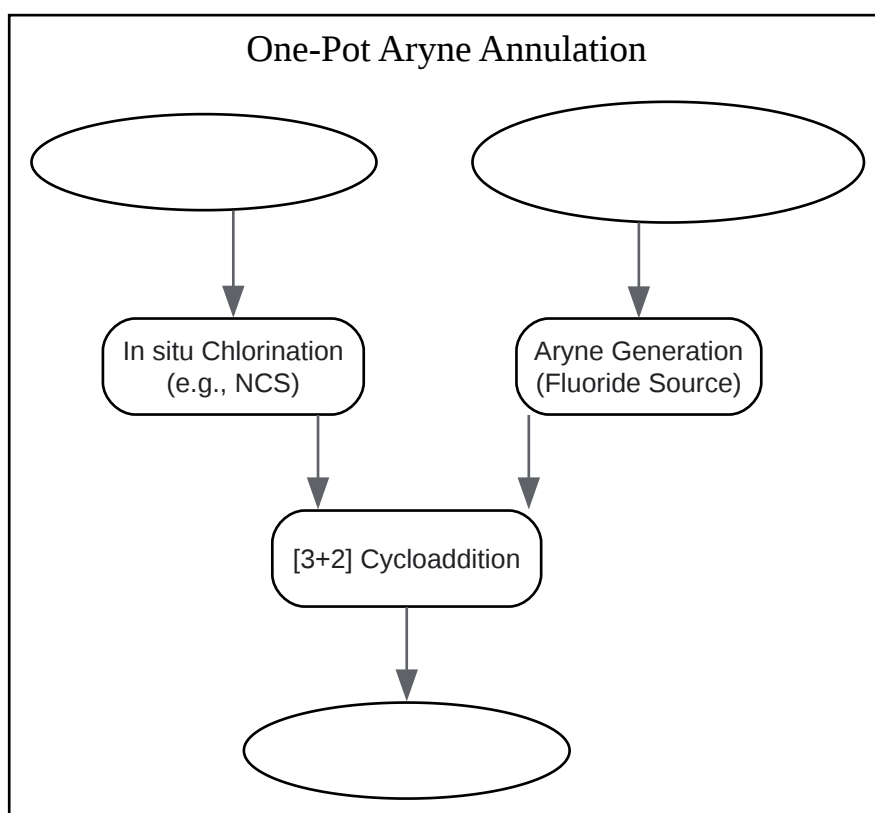 One-Pot Aryne Annulation
In situ Chlorination
(e.g., NCS)
Aryne Generation
(Fluoride Source)
[3+2] Cycloaddition